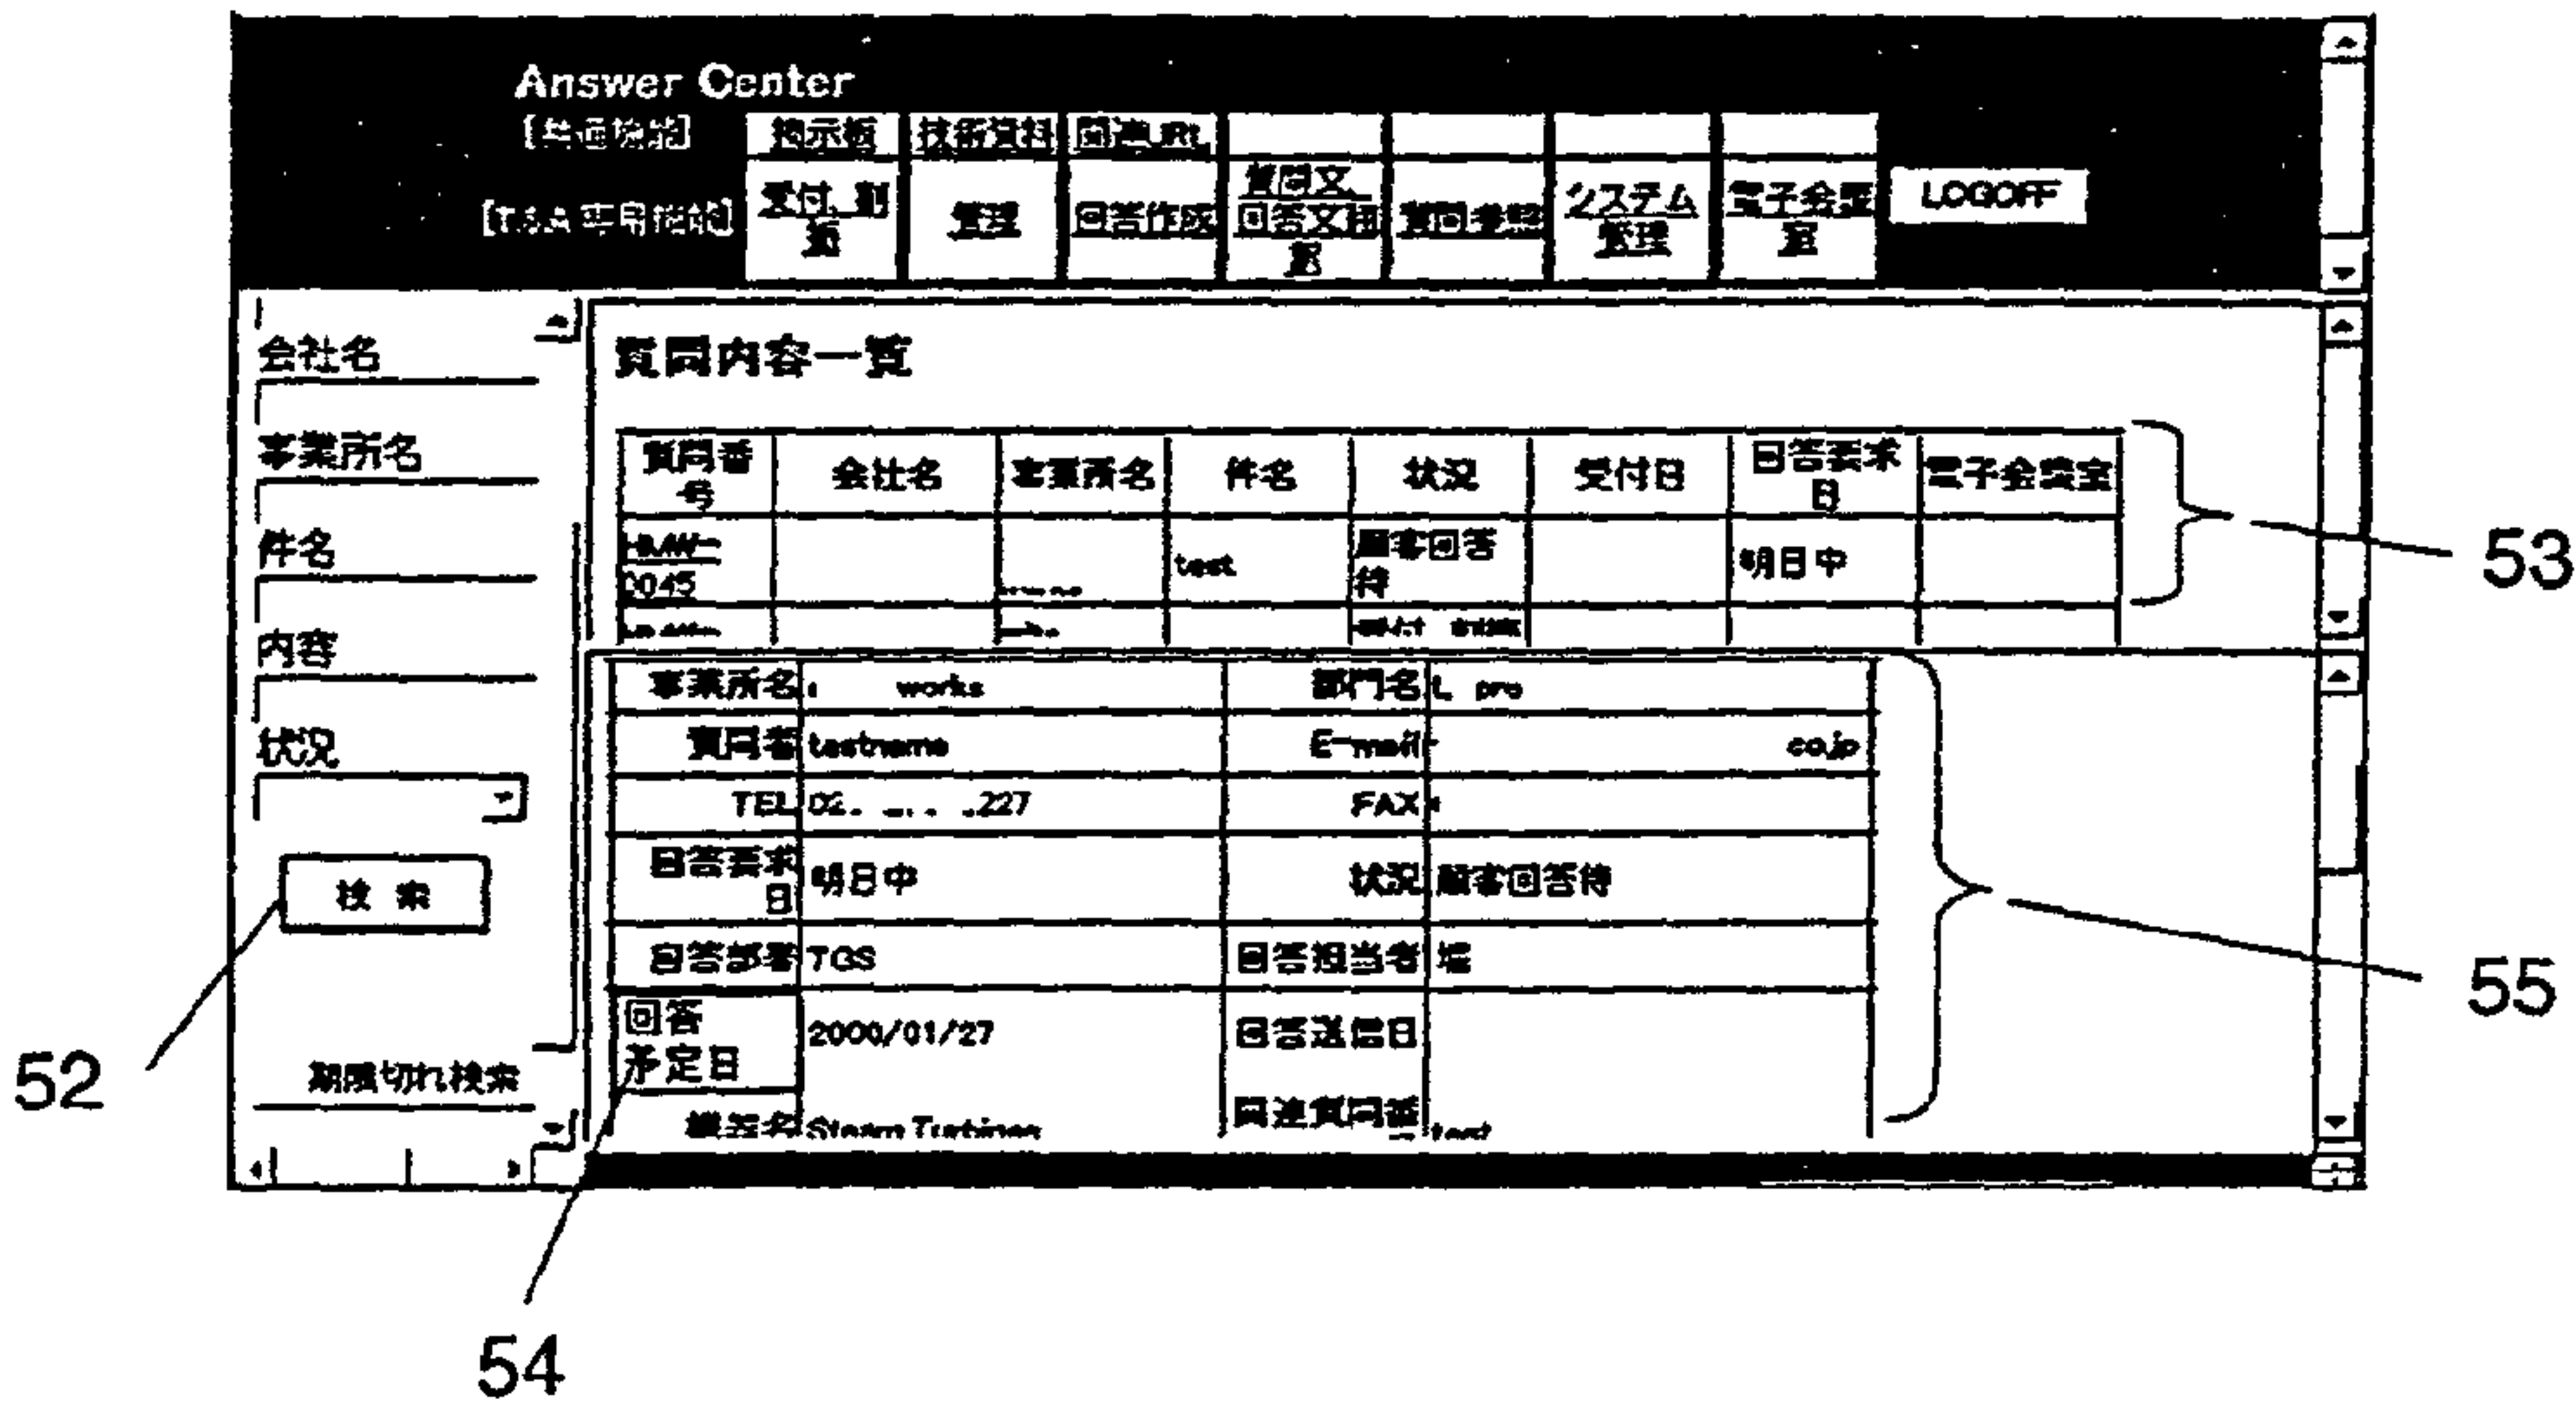 Answer Center
[共通機能] 掲示板 技術資料 関連URL
[Q&A専用機能] 受付、割振 管理 回答作成 質問文、回答文翻訳 質問参照 システム管理 電子会議室 LOGOFF
会社名
事業所名
件名
内容
状況
検 索
期限切れ検索
質問内容一覧
質問番号 会社名 事業所名 件名 状況 受付日 回答要求日 電子会議室
0045 test 顧客回答待 明日中
事業所名 works 部門名 pro
質問者 testname E-mail co.jp
TEL 02 227 FAX
回答要求日 明日中 状況 顧客回答待
回答部署 TGS 回答担当者
回答予定日 2000/01/27 回答送信日
機器名 Steam Turbines 関連質問番 test
52
53
54
55